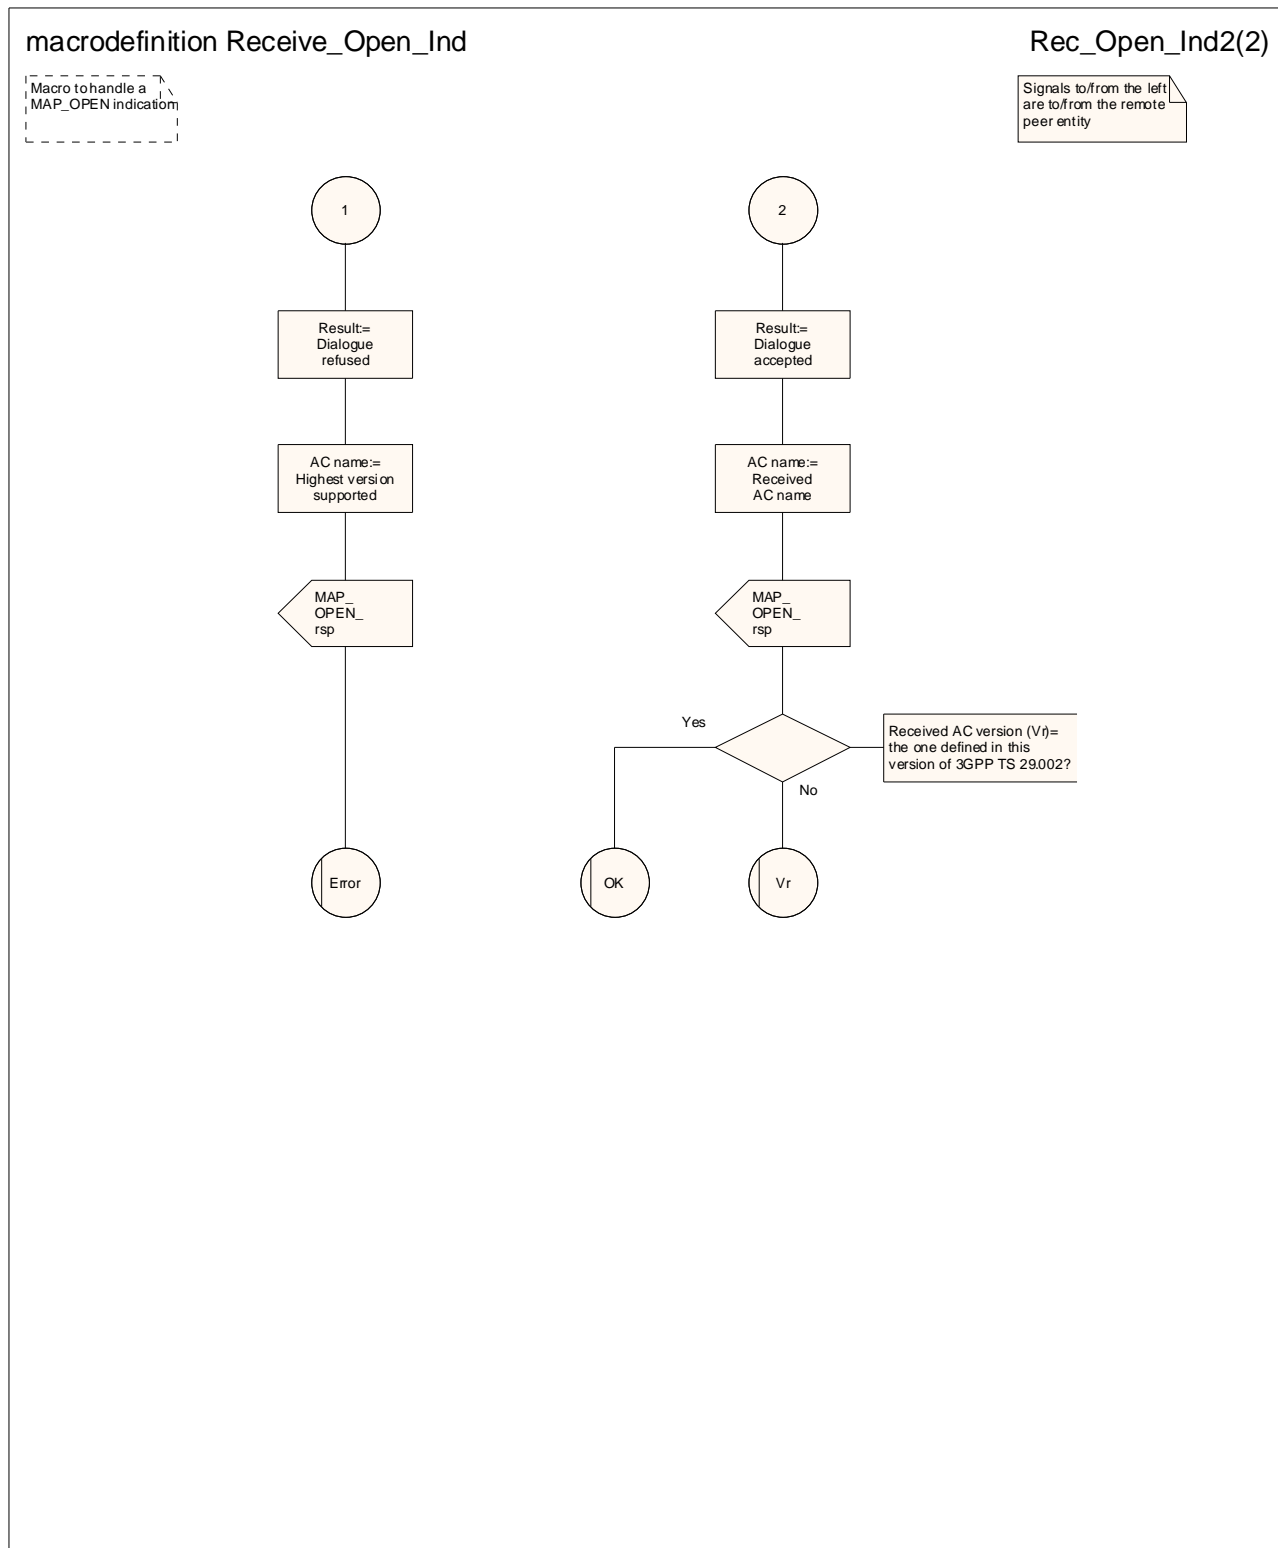 macrodefinition Receive_Open_Ind
Rec_Open_Ind2(2)
Macro to handle a
MAP_OPEN indication
Signals to/from the left
are to/from the remote
peer entity
1
2
Result:=
Dialogue
refused
Result:=
Dialogue
accepted
AC name:=
Highest version
supported
AC name:=
Received
AC name
MAP_
OPEN_
rsp
MAP_
OPEN_
rsp
Yes
Received AC version (Vr)=
the one defined in this
version of 3GPP TS 29.002?
No
Error
OK
Vr